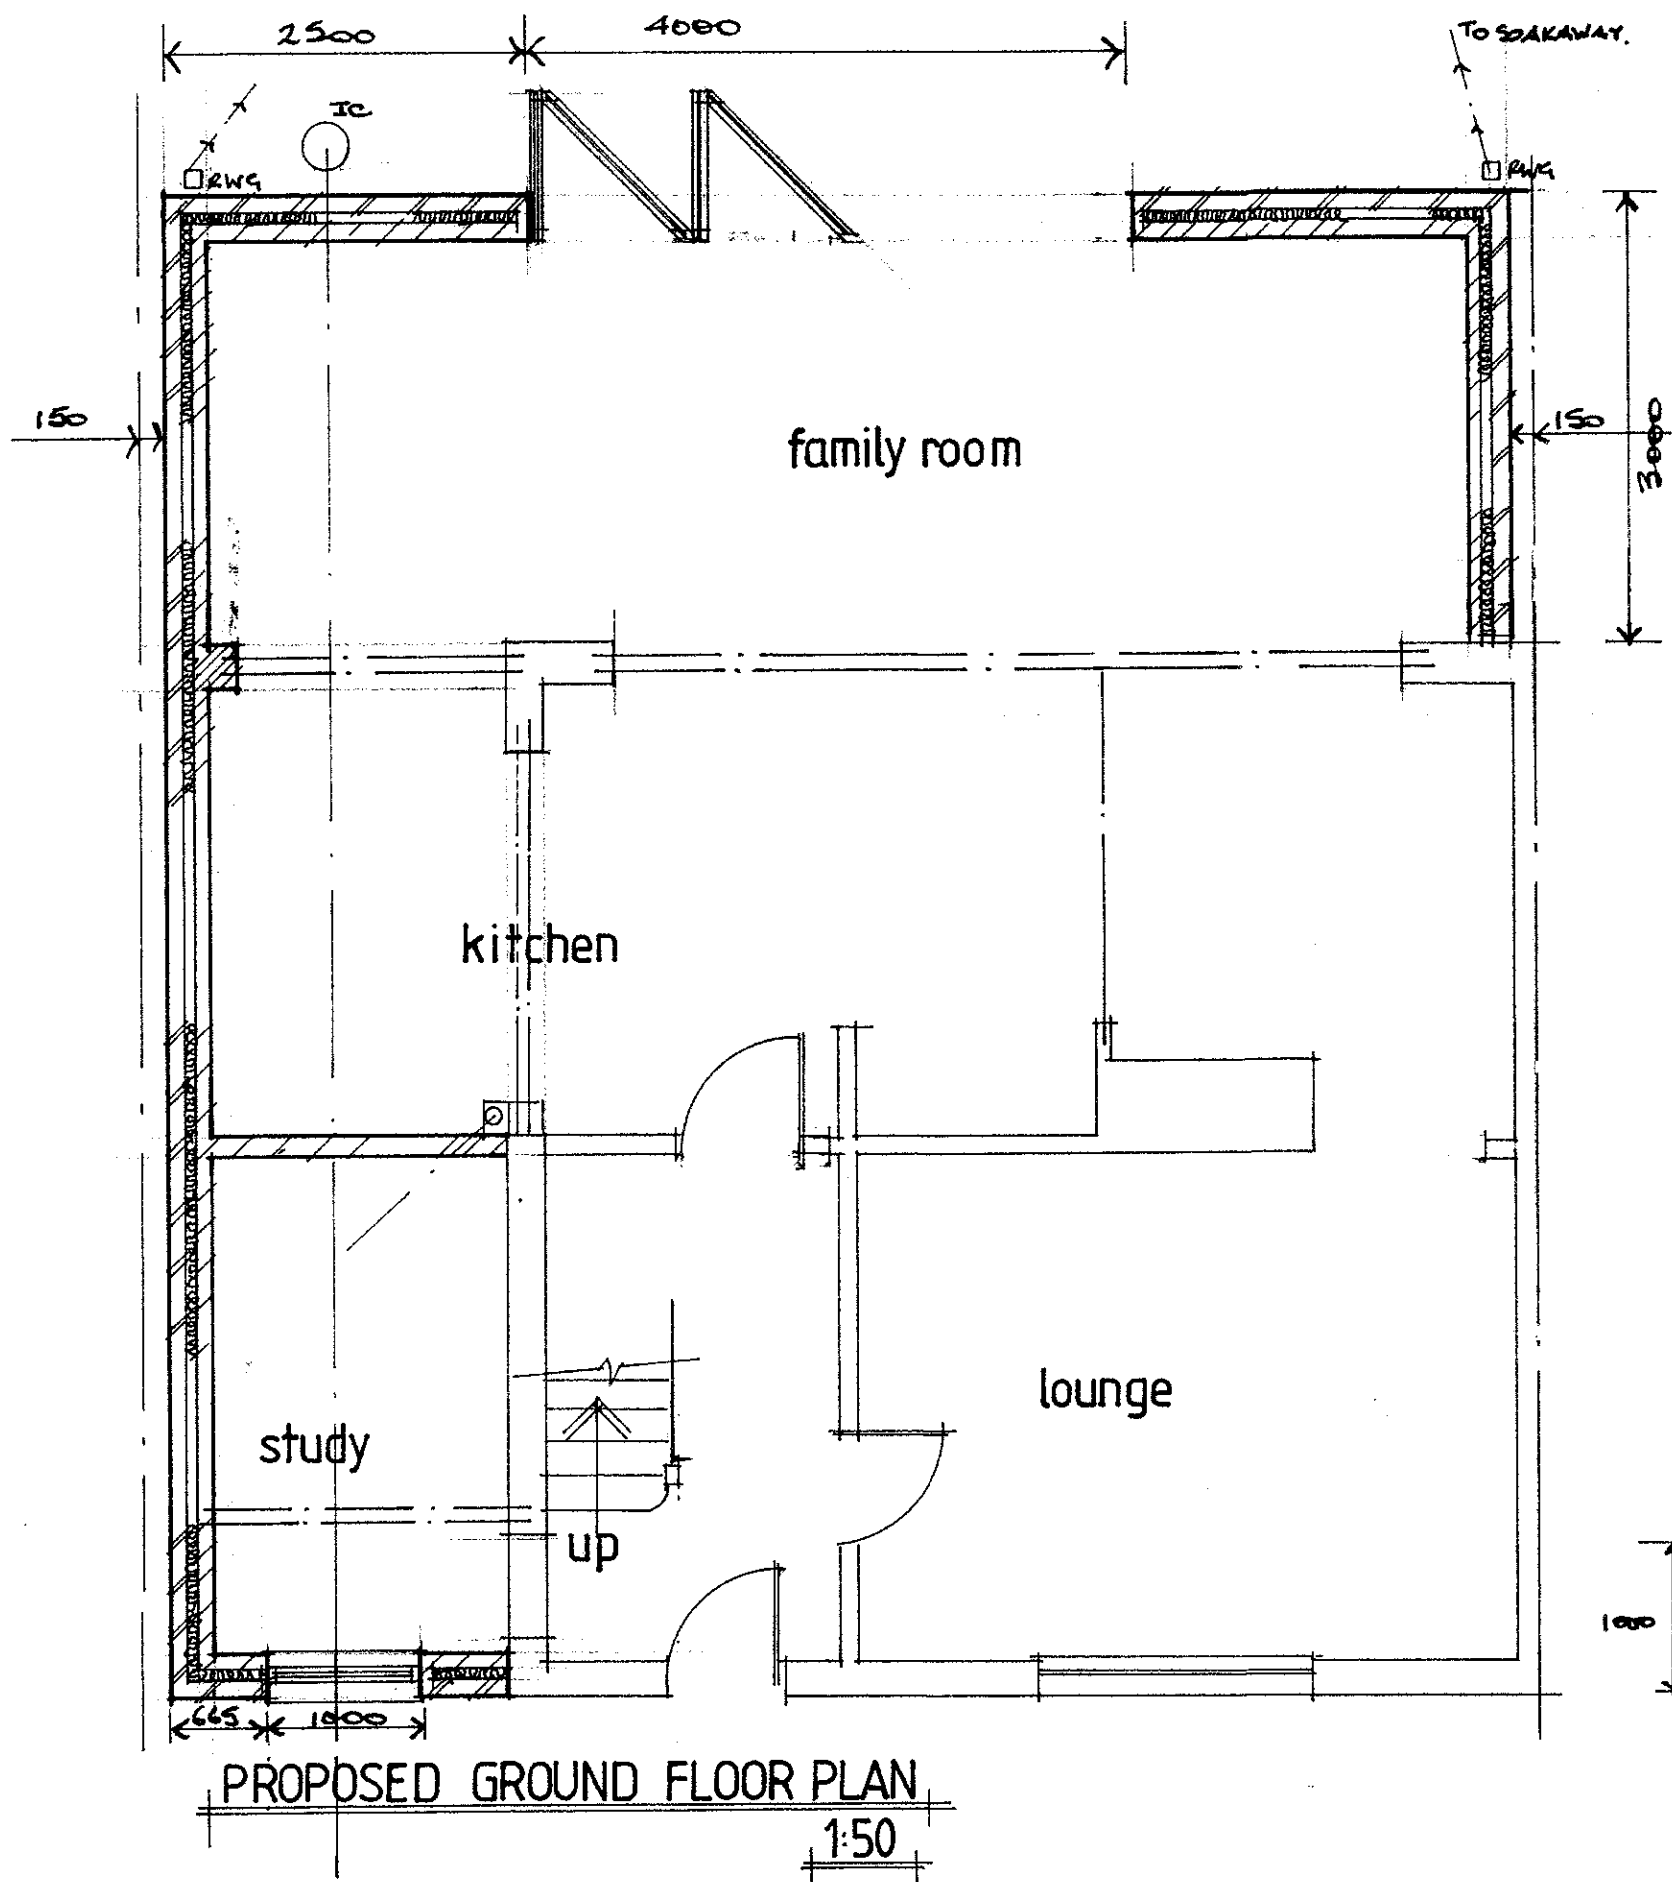 2500
4000
TO SOAKAWAY.
IC
RWG
RWG
150
family room
150
3000
kitchen
lounge
study
up
1000
665
1000
PROPOSED GROUND FLOOR PLAN
1:50